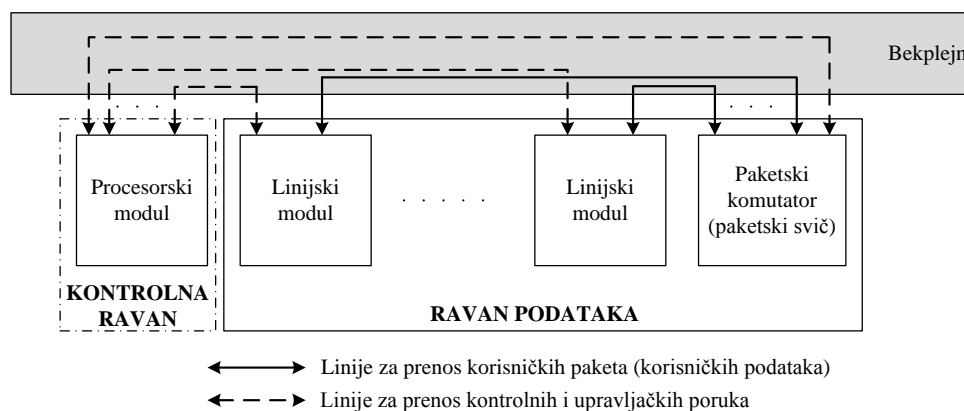 Bekplejn
Procesorski
modul
Linijski
modul
Linijski
modul
Paketski
komutator
(paketski svič)
KONTROLNA
RAVAN
RAVAN PODATAKA
Linije za prenos korisničkih paketa (korisničkih podataka)
Linije za prenos kontrolnih i upravljačkih poruka